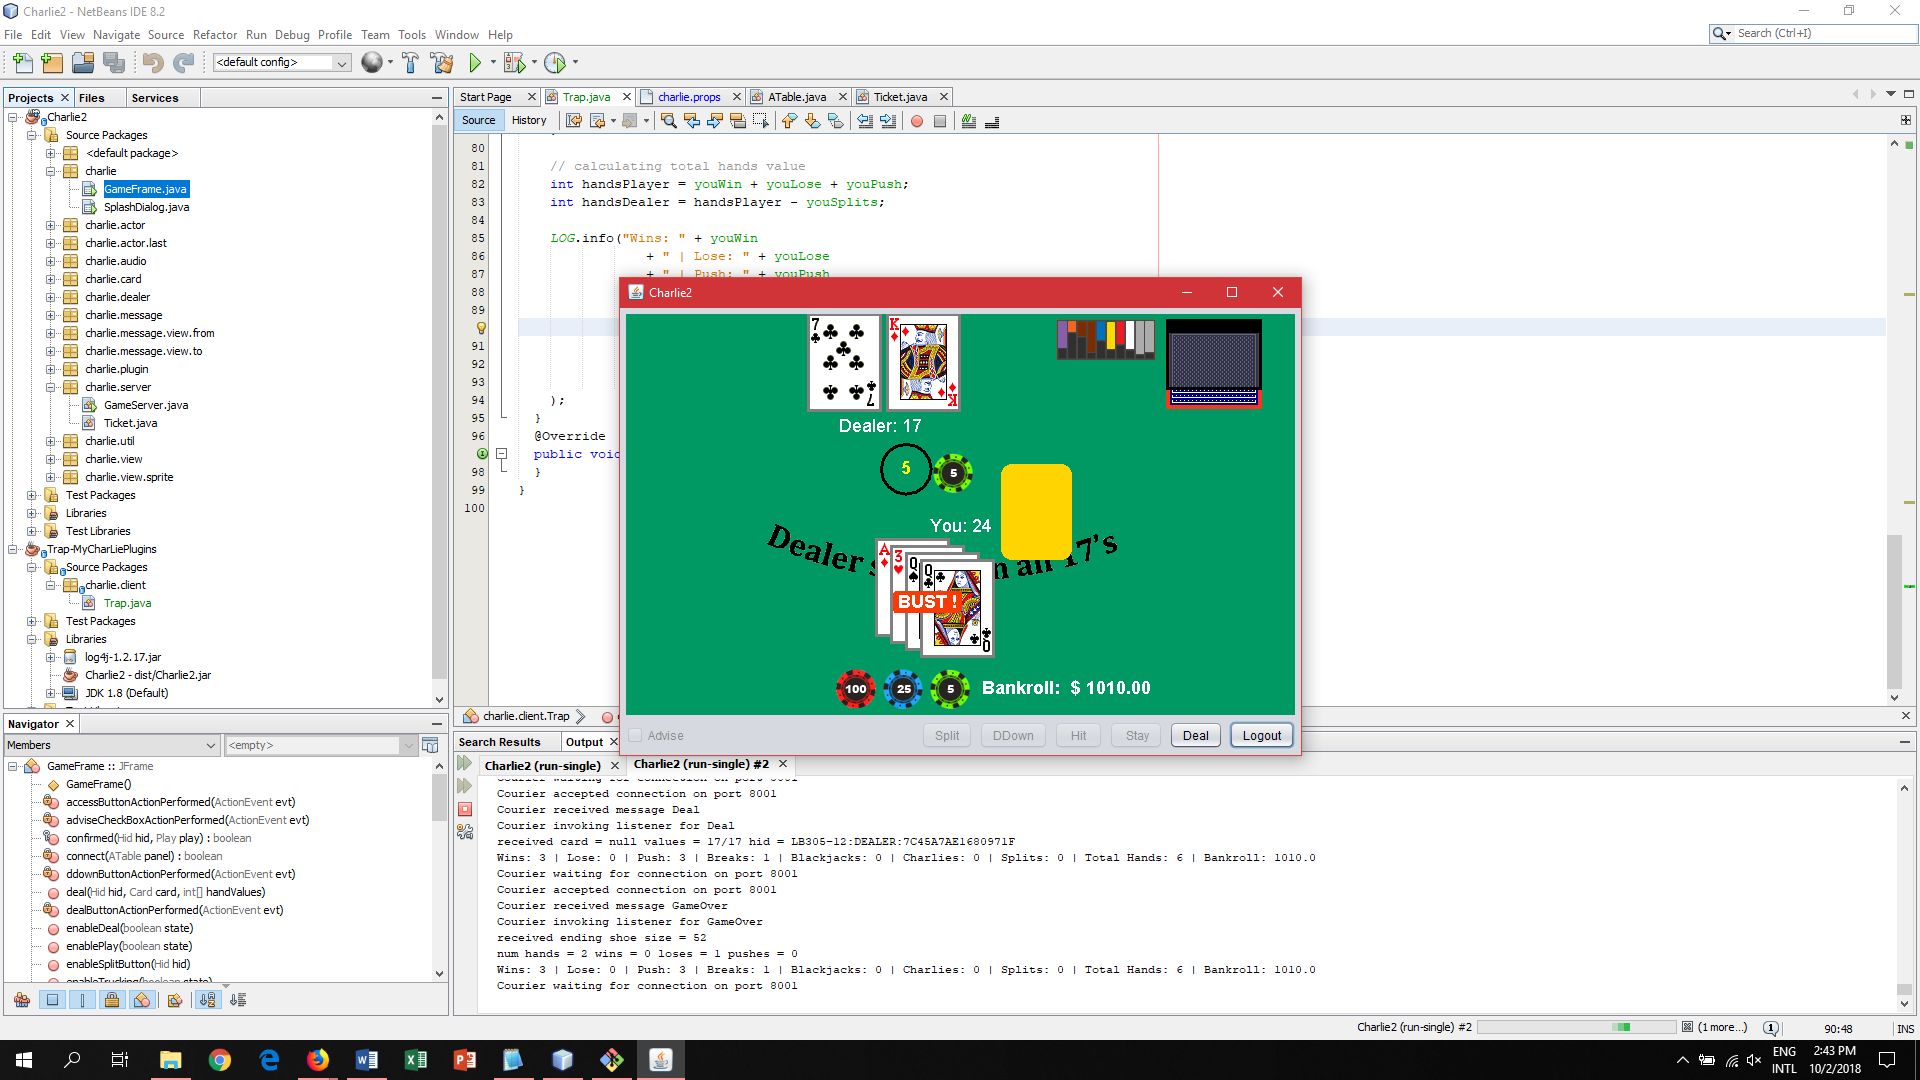 Charlie2 - NetBeans IDE 8.2
File Edit View Navigate Source Refactor Run Debug Profile Team Tools Window Help
Search (Ctrl+I)
<default config>
Projects Files Services
Charlie2
Source Packages
<default package>
charlie
GameFrame.java
SplashDialog.java
charlie.actor
charlie.actor.last
charlie.audio
charlie.card
charlie.dealer
charlie.message
charlie.message.view.from
charlie.message.view.to
charlie.plugin
charlie.server
GameServer.java
Ticket.java
charlie.util
charlie.view
charlie.view.sprite
Test Packages
Libraries
Test Libraries
Trap-MyCharLiePlugins
Source Packages
charlie.client
Trap.java
Test Packages
Libraries
log4j-1.2.17.jar
Charlie2 - dist/Charlie2.jar
JDK 1.8 (Default)
Navigator
Members <empty>
GameFrame :: JFrame
GameFrame()
accessButtonActionPerformed(ActionEvent evt)
adviseCheckBoxActionPerformed(ActionEvent evt)
confirmed(Hid hid, Play play) : boolean
connect(ATable panel) : boolean
ddownButtonActionPerformed(ActionEvent evt)
deal(Hid hid, Card card, int[] handValues)
dealButtonActionPerformed(ActionEvent evt)
enableDeal(boolean state)
enablePlay(boolean state)
enableSplitButton(Hid hid)
enableTrucking(boolean state)
Start Page Trap.java charlie.props ATable.java Ticket.java
Source History
80
81 // calculating total hands value
82 int handsPlayer = youWin + youLose + youPush;
83 int handsDealer = handsPlayer - youSplits;
84
85 LOG.info("Wins: " + youWin
86 + " | Lose: " + youLose
87 + " | Push: " + youPush
88
89
91
92
93
94 );
95 }
96 @Override
public void
98 }
99 }
100
charlie.client.Trap
Charlie2
7
K
7
K
Dealer: 17
5 5
You: 24
Dealer s n all 17's
A 3 Q Q
BUST !
Q
100 25 5 Bankroll: $ 1010.00
Advise Split DDown Hit Stay Deal Logout
Search Results Output
Charlie2 (run-single) Charlie2 (run-single) #2
Courier waiting for connection on port 8001
Courier accepted connection on port 8001
Courier received message Deal
Courier invoking listener for Deal
received card = null values = 17/17 hid = LB305-12:DEALER:7C45A7AE1680971F
Wins: 3 | Lose: 0 | Push: 3 | Breaks: 1 | Blackjacks: 0 | Charlies: 0 | Splits: 0 | Total Hands: 6 | Bankroll: 1010.0
Courier waiting for connection on port 8001
Courier accepted connection on port 8001
Courier received message GameOver
Courier invoking listener for GameOver
received ending shoe size = 52
num hands = 2 wins = 0 loses = 1 pushes = 0
Wins: 3 | Lose: 0 | Push: 3 | Breaks: 1 | Blackjacks: 0 | Charlies: 0 | Splits: 0 | Total Hands: 6 | Bankroll: 1010.0
Courier waiting for connection on port 8001
Charlie2 (run-single) #2 (1 more...) 1 90:48 INS
ENG
INTL
2:43 PM
10/2/2018